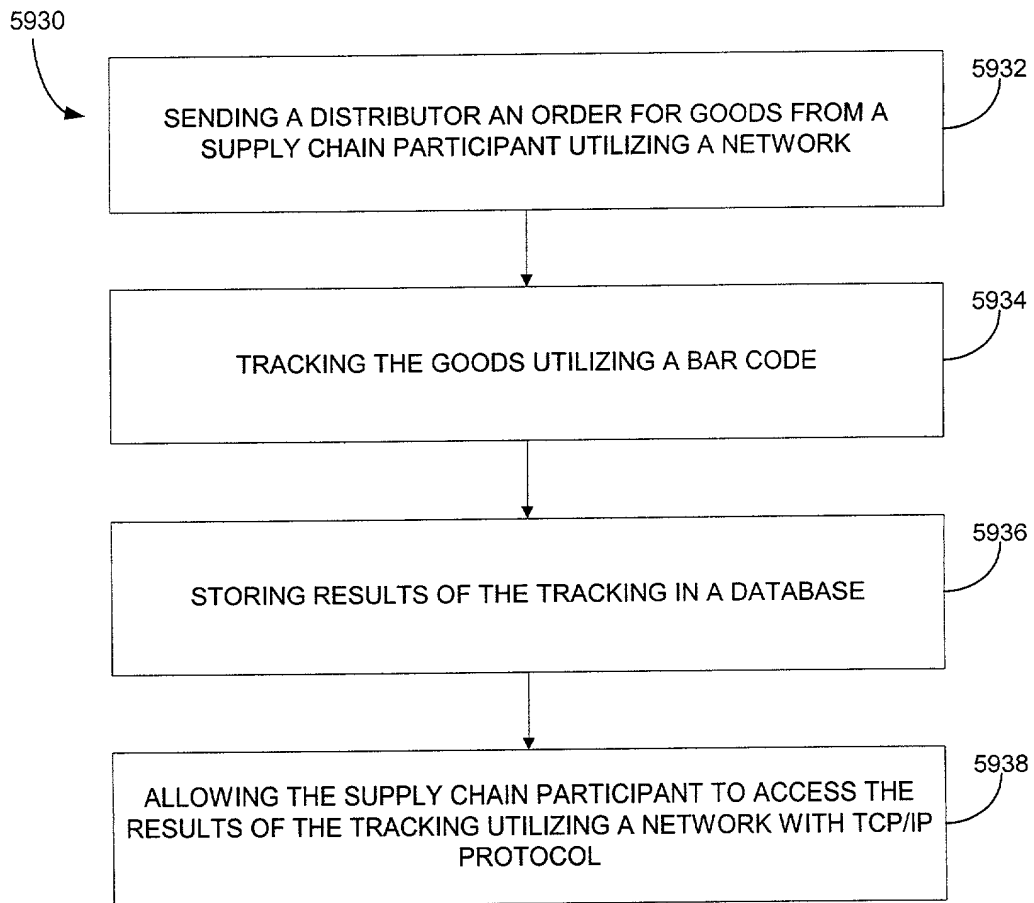 5930
5932
SENDING A DISTRIBUTOR AN ORDER FOR GOODS FROM A
SUPPLY CHAIN PARTICIPANT UTILIZING A NETWORK
5934
TRACKING THE GOODS UTILIZING A BAR CODE
5936
STORING RESULTS OF THE TRACKING IN A DATABASE
5938
ALLOWING THE SUPPLY CHAIN PARTICIPANT TO ACCESS THE
RESULTS OF THE TRACKING UTILIZING A NETWORK WITH TCP/IP
PROTOCOL